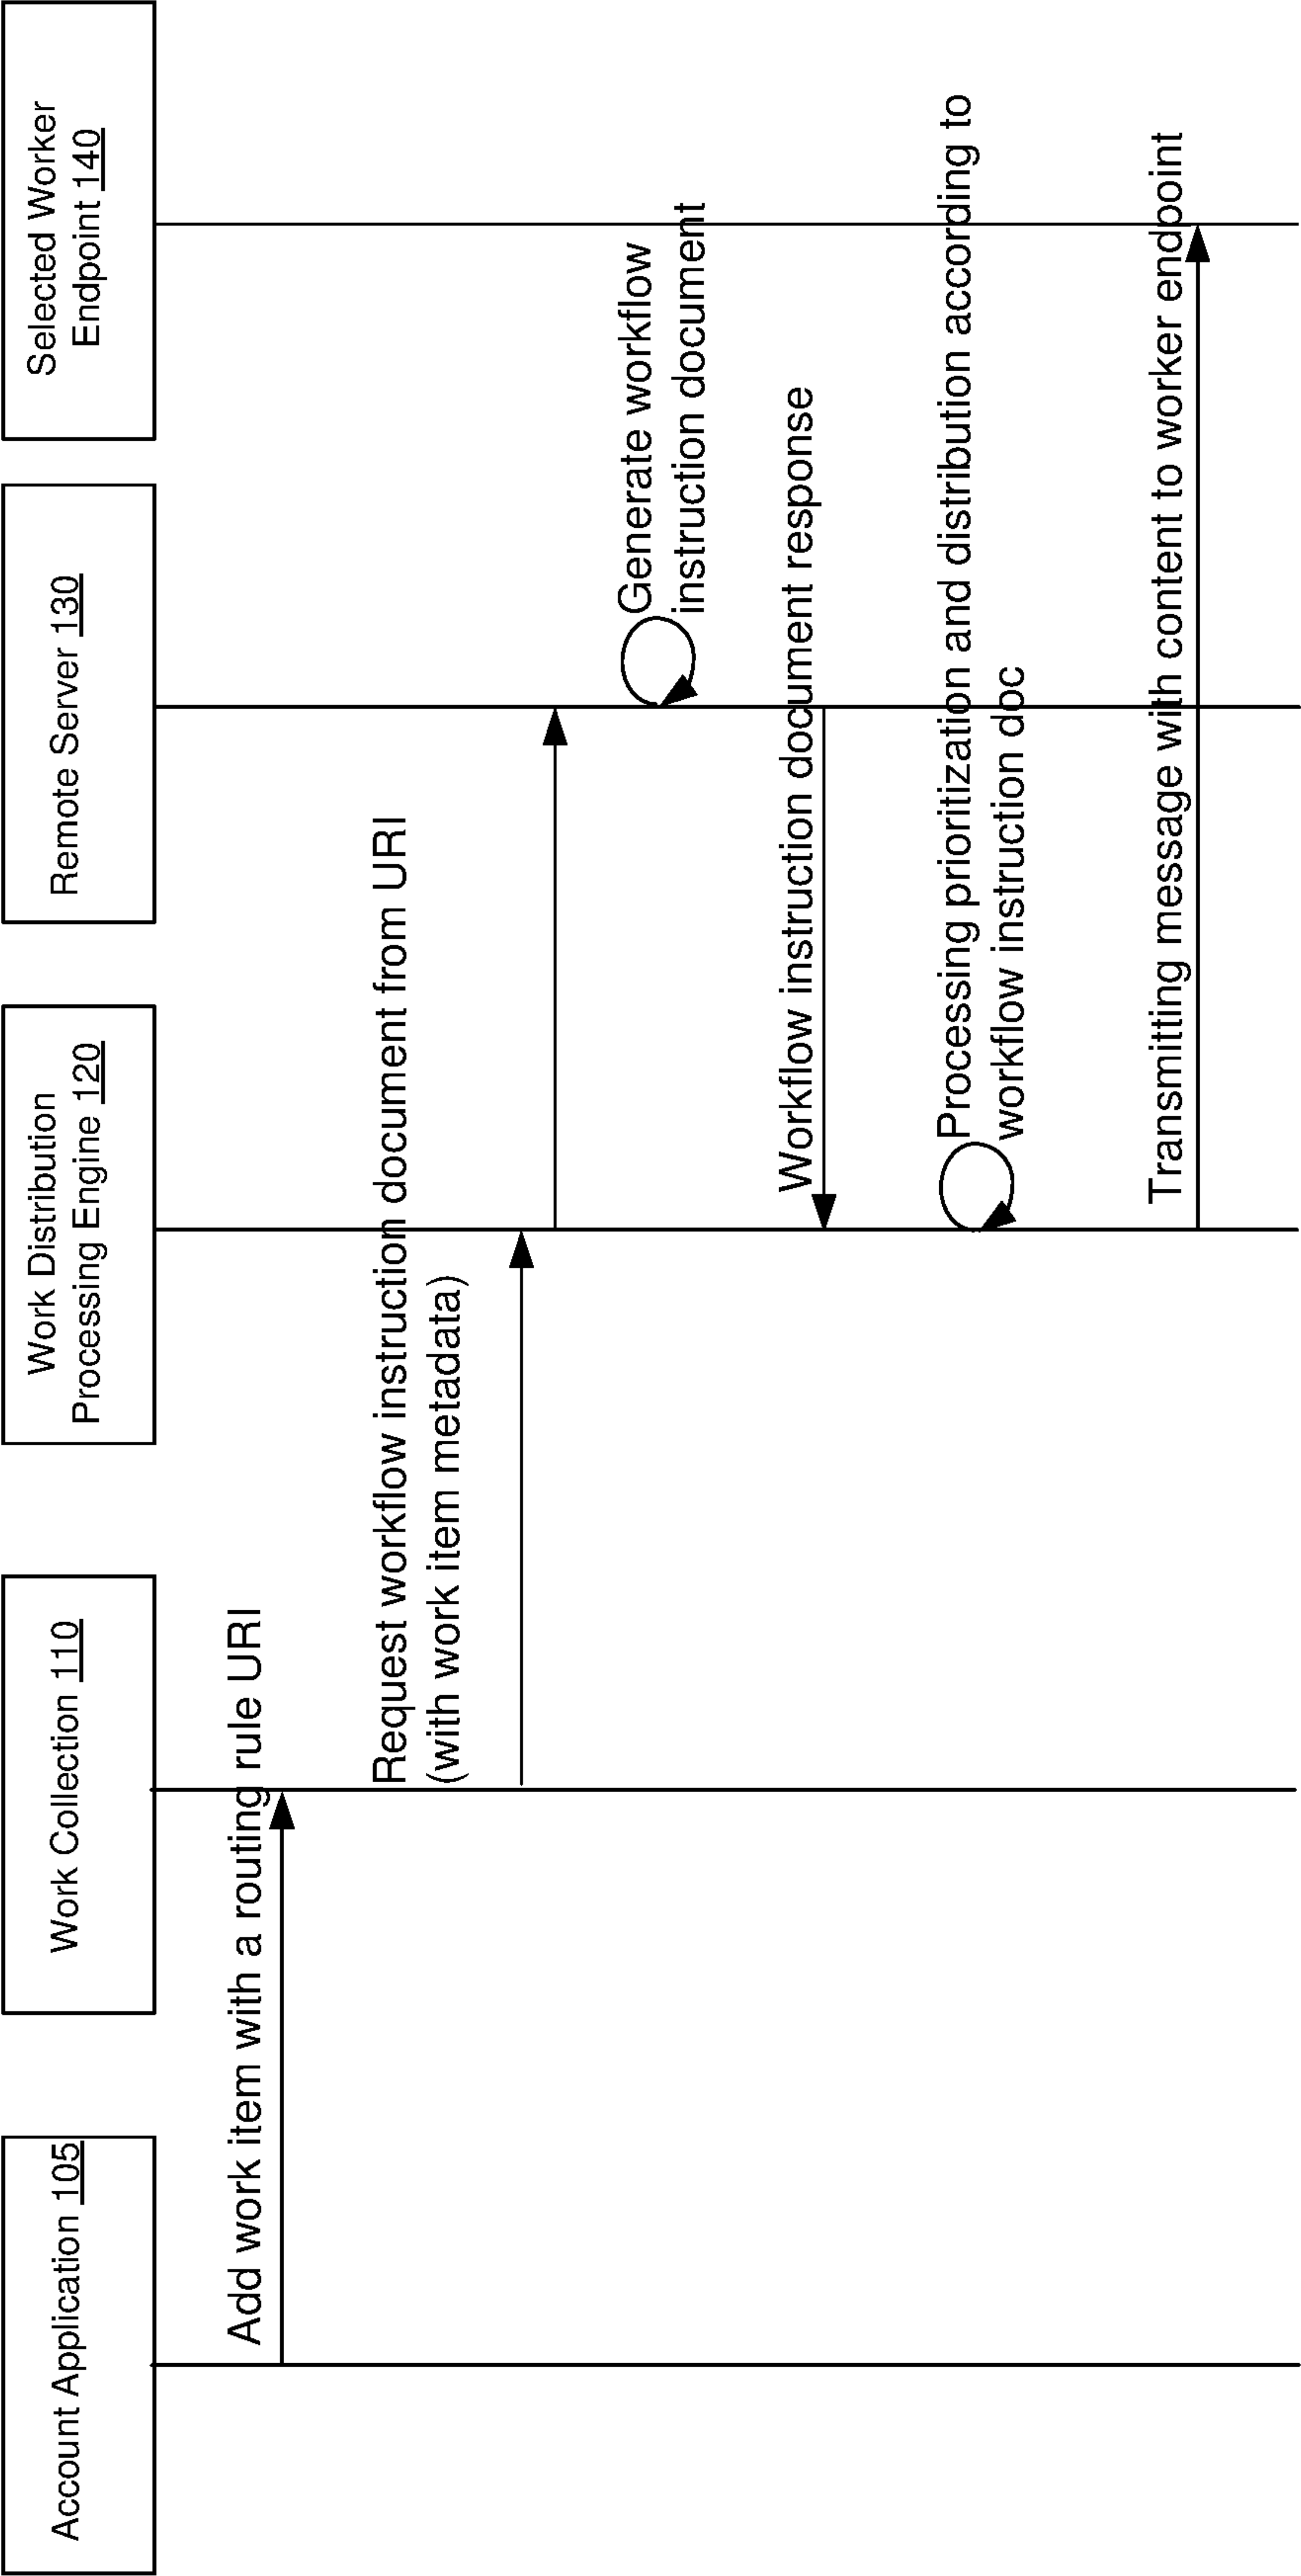 Account Application 105
Work Collection 110
Work Distribution
Processing Engine 120
Remote Server 130
Selected Worker
Endpoint 140
Add work item with a routing rule URI
Request workflow instruction document from URI
(with work item metadata)
Generate workflow
instruction document
Workflow instruction document response
Processing prioritization and distribution according to
workflow instruction doc
Transmitting message with content to worker endpoint